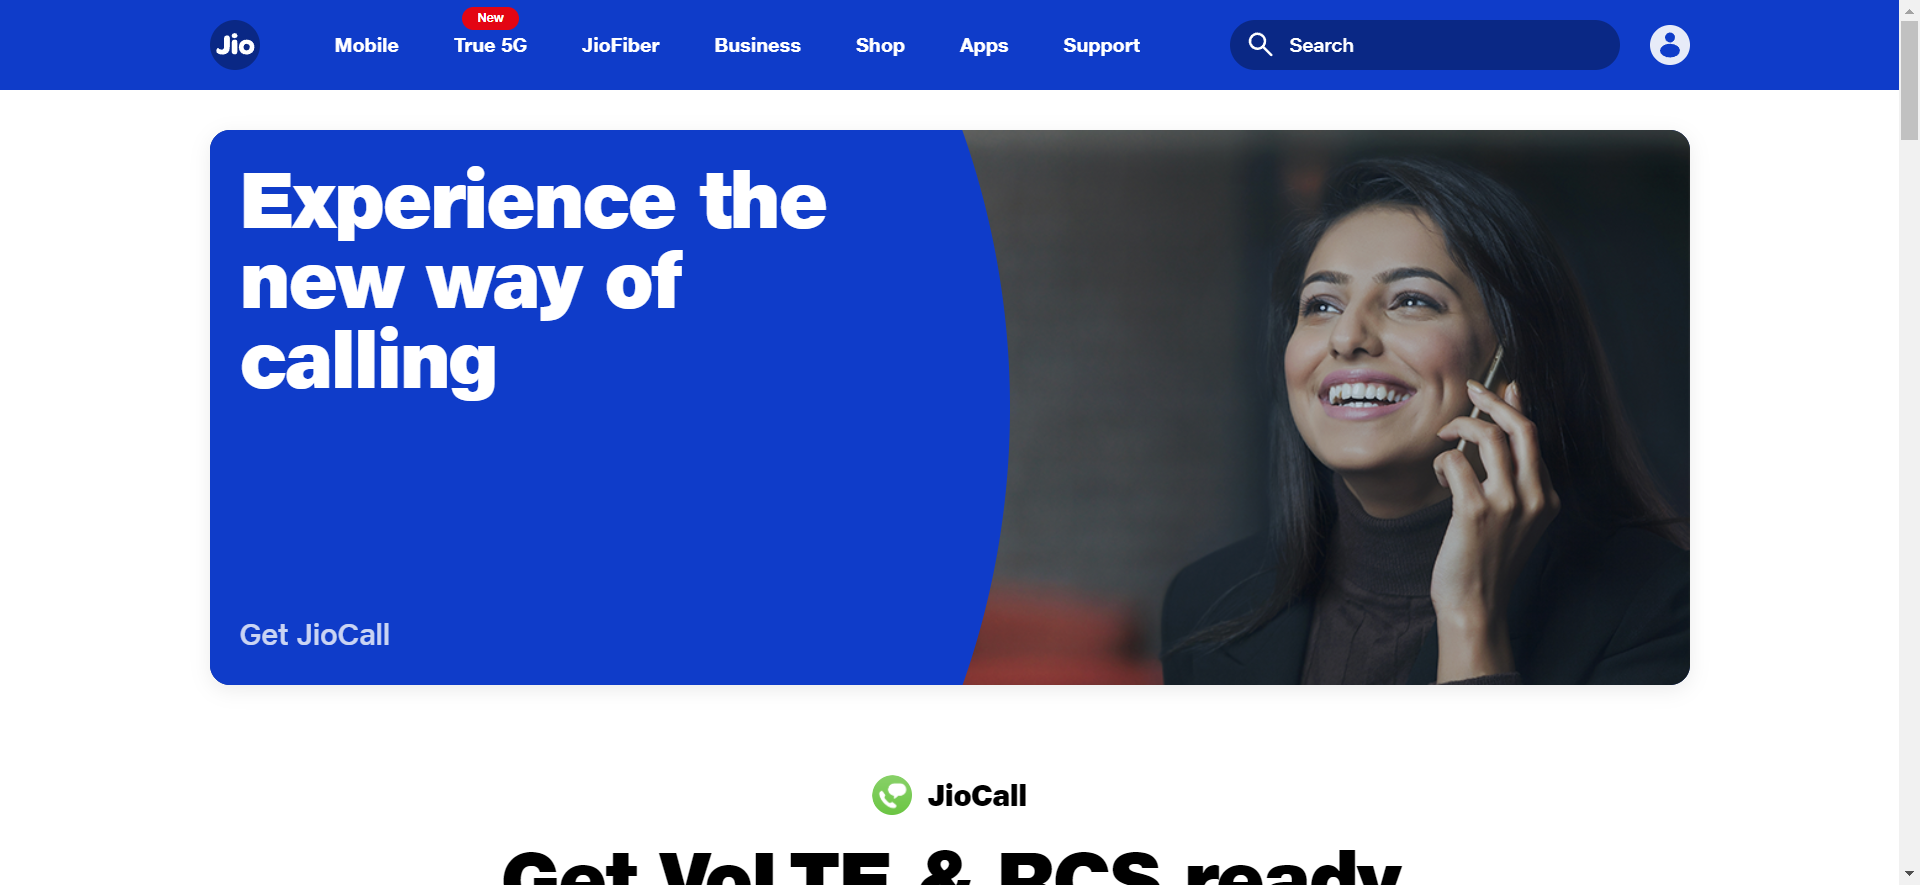 Jio
Mobile
New
True 5G
JioFiber
Business
Shop
Apps
Support
Search
Experience the
new way of
calling
Get JioCall
JioCall
Get VoLTE & RCS ready